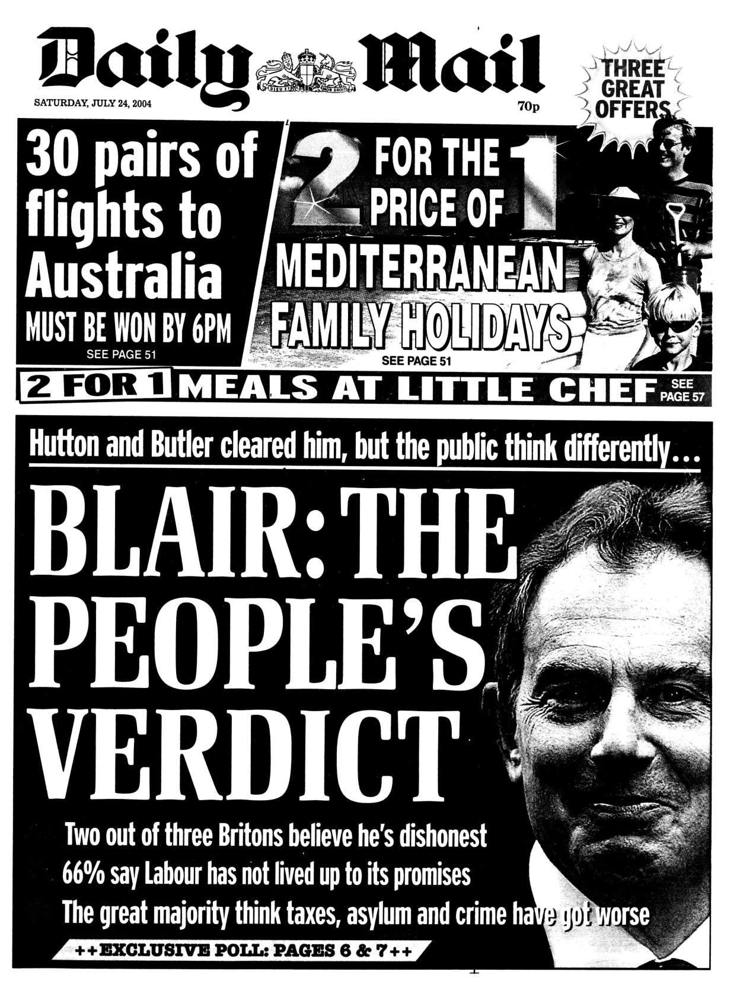 Daily Mail
DIEU ET MON DROIT
SATURDAY, JULY 24, 2004
70p
THREE
GREAT
OFFERS
30 pairs of
flights to
Australia
MUST BE WON BY 6PM
SEE PAGE 51
2 FOR THE 1
PRICE OF
MEDITERRANEAN
FAMILY HOLIDAYS
SEE PAGE 51
2 FOR 1 MEALS AT LITTLE CHEF
SEE
PAGE 57
Hutton and Butler cleared him, but the public think differently...
BLAIR: THE
PEOPLE'S
VERDICT
Two out of three Britons believe he's dishonest
66% say Labour has not lived up to its promises
The great majority think taxes, asylum and crime have got worse
++EXCLUSIVE POLL: PAGES 6 & 7++